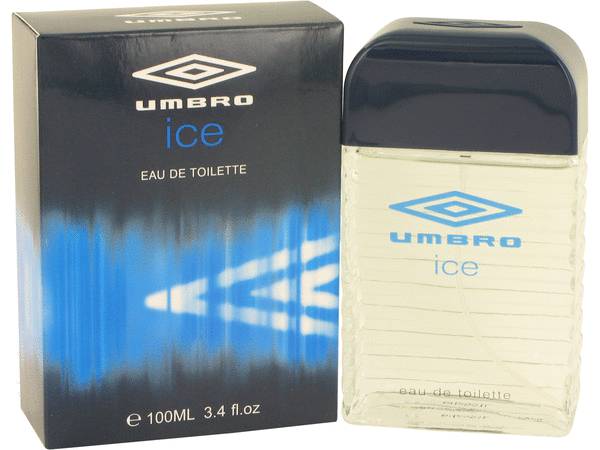 UMBRO
ice
EAU DE TOILETTE
e 100ML 3.4 fl.oz
UMBRO
ice
eau de toilette